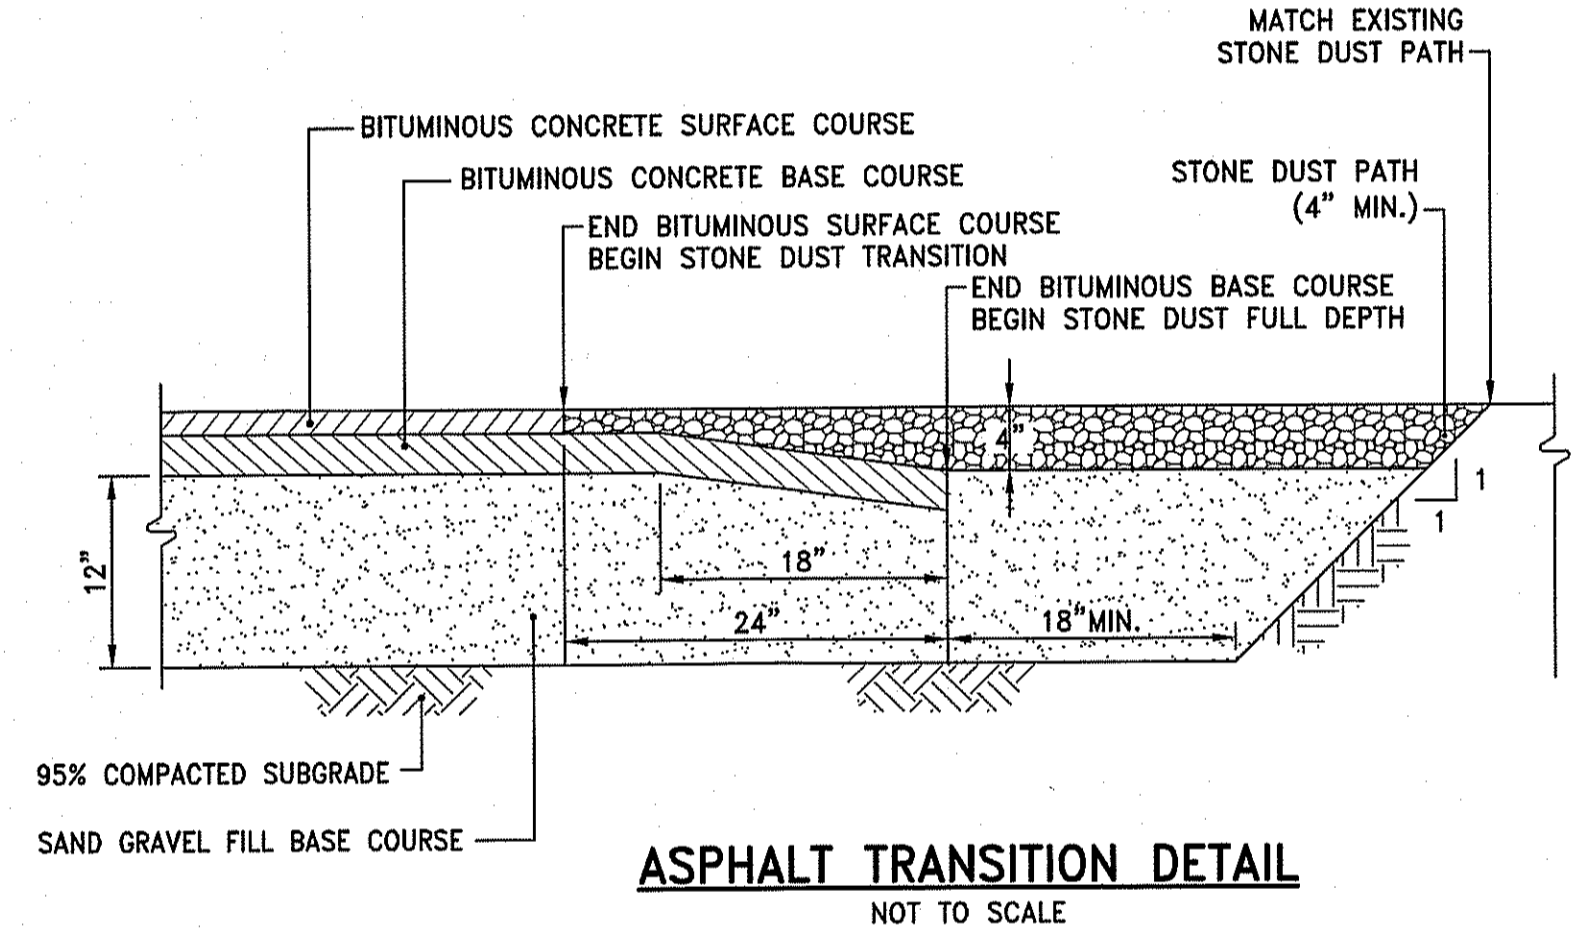 MATCH EXISTING
STONE DUST PATH
BITUMINOUS CONCRETE SURFACE COURSE
BITUMINOUS CONCRETE BASE COURSE
STONE DUST PATH
(4" MIN.)
END BITUMINOUS SURFACE COURSE
BEGIN STONE DUST TRANSITION
END BITUMINOUS BASE COURSE
BEGIN STONE DUST FULL DEPTH
4"
1
1
12"
18"
24"
18" MIN.
95% COMPACTED SUBGRADE
SAND GRAVEL FILL BASE COURSE
ASPHALT TRANSITION DETAIL
NOT TO SCALE